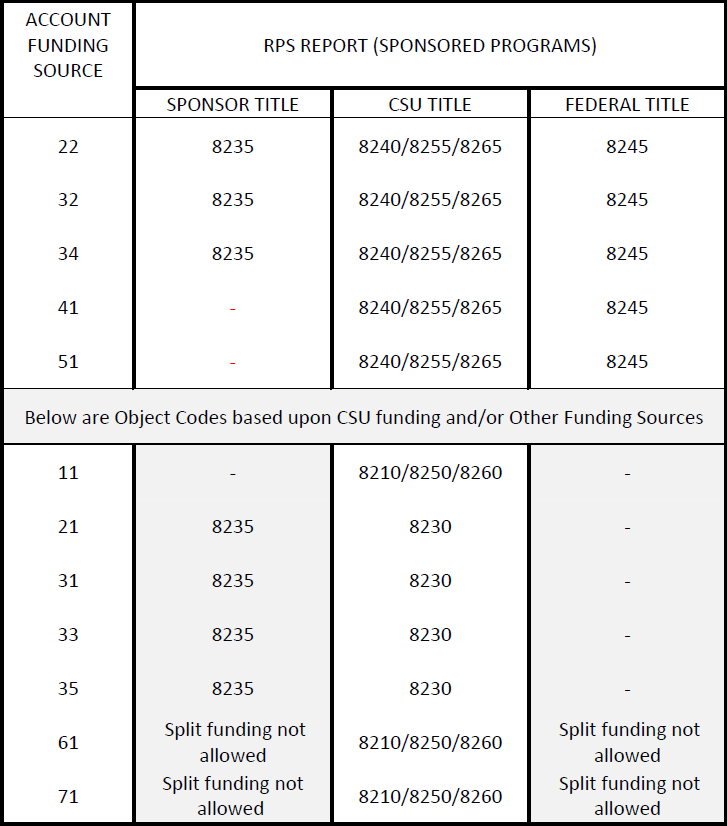 ACCOUNT
FUNDING
SOURCE
RPS REPORT (SPONSORED PROGRAMS)
SPONSOR TITLE CSU TITLE FEDERAL TITLE
22 8235 8240/8255/8265 8245
32 8235 8240/8255/8265 8245
34 8235 8240/8255/8265 8245
41 - 8240/8255/8265 8245
51 - 8240/8255/8265 8245
Below are Object Codes based upon CSU funding and/or Other Funding Sources
11 - 8210/8250/8260 -
21 8235 8230 -
31 8235 8230 -
33 8235 8230 -
35 8235 8230 -
61 Split funding not allowed 8210/8250/8260 Split funding not allowed
71 Split funding not allowed 8210/8250/8260 Split funding not allowed